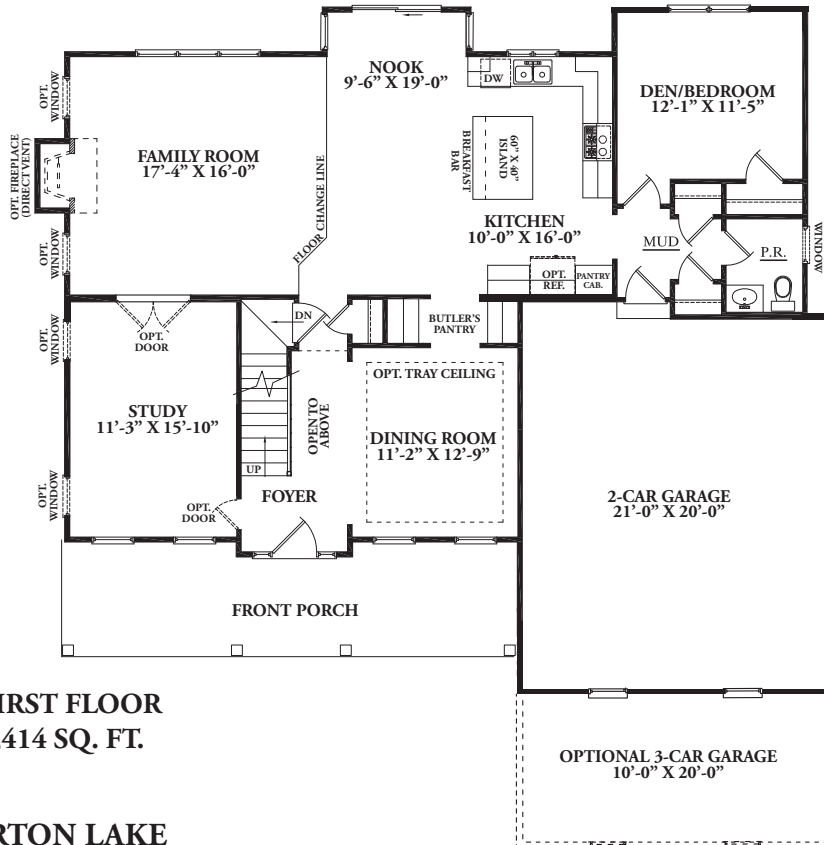 NOOK
9’-6” X 19’-0”
DW
DEN/BEDROOM
12’-1” X 11’-5”
OPT.
WINDOW
FAMILY ROOM
17’-4” X 16’-0”
OPT. FIREPLACE
(DIRECT VENT)
60” X 40”
ISLAND
BREAKFAST
BAR
FLOOR CHANGE LINE
KITCHEN
10’-0” X 16’-0”
MUD
P.R.
WINDOW
OPT.
WINDOW
OPT.
REF.
PANTRY
CAB.
DN
BUTLER'S
PANTRY
OPT.
DOOR
OPT.
WINDOW
OPT. TRAY CEILING
STUDY
11’-3” X 15’-10”
OPEN TO
ABOVE
DINING ROOM
11’-2” X 12’-9”
UP
OPT.
WINDOW
OPT.
DOOR
FOYER
2-CAR GARAGE
21’-0” X 20’-0”
FRONT PORCH
IRST FLOOR
414 SQ. FT.
OPTIONAL 3-CAR GARAGE
10’-0” X 20’-0”
RTON LAKE